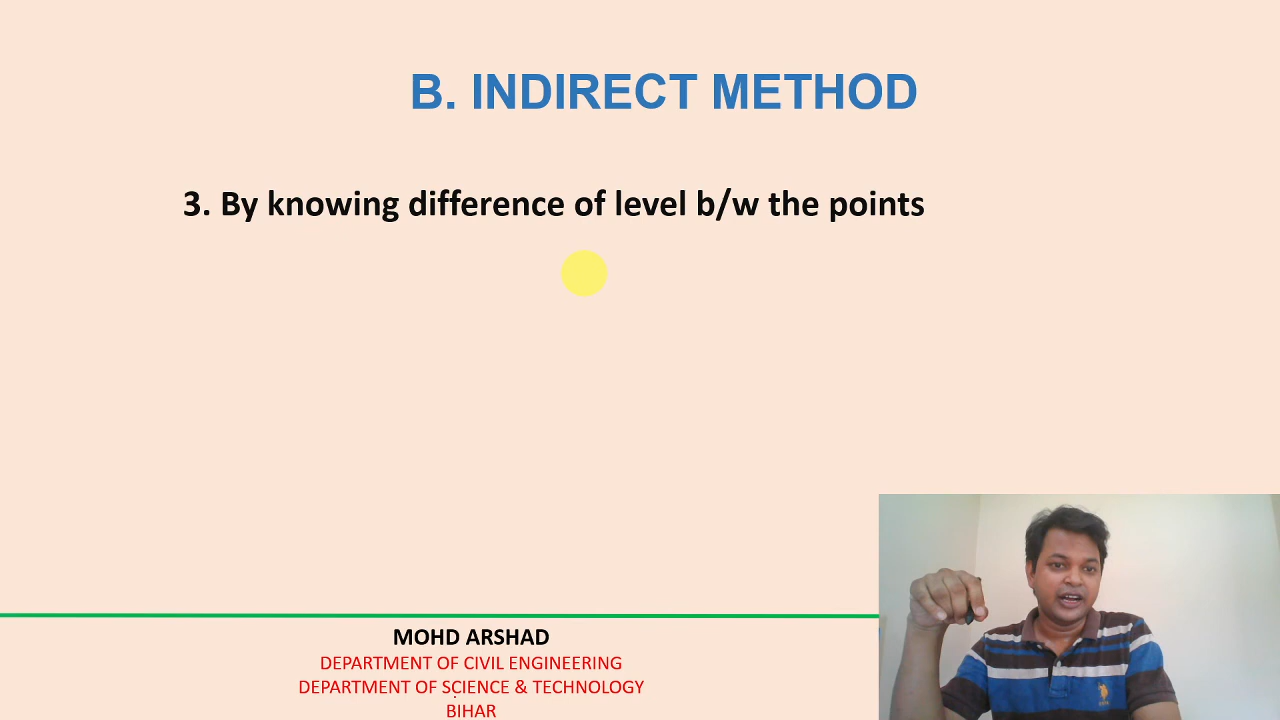 B. INDIRECT METHOD
3. By knowing difference of level b/w the points
MOHD ARSHAD
DEPARTMENT OF CIVIL ENGINEERING
DEPARTMENT OF SCIENCE & TECHNOLOGY
BIHAR